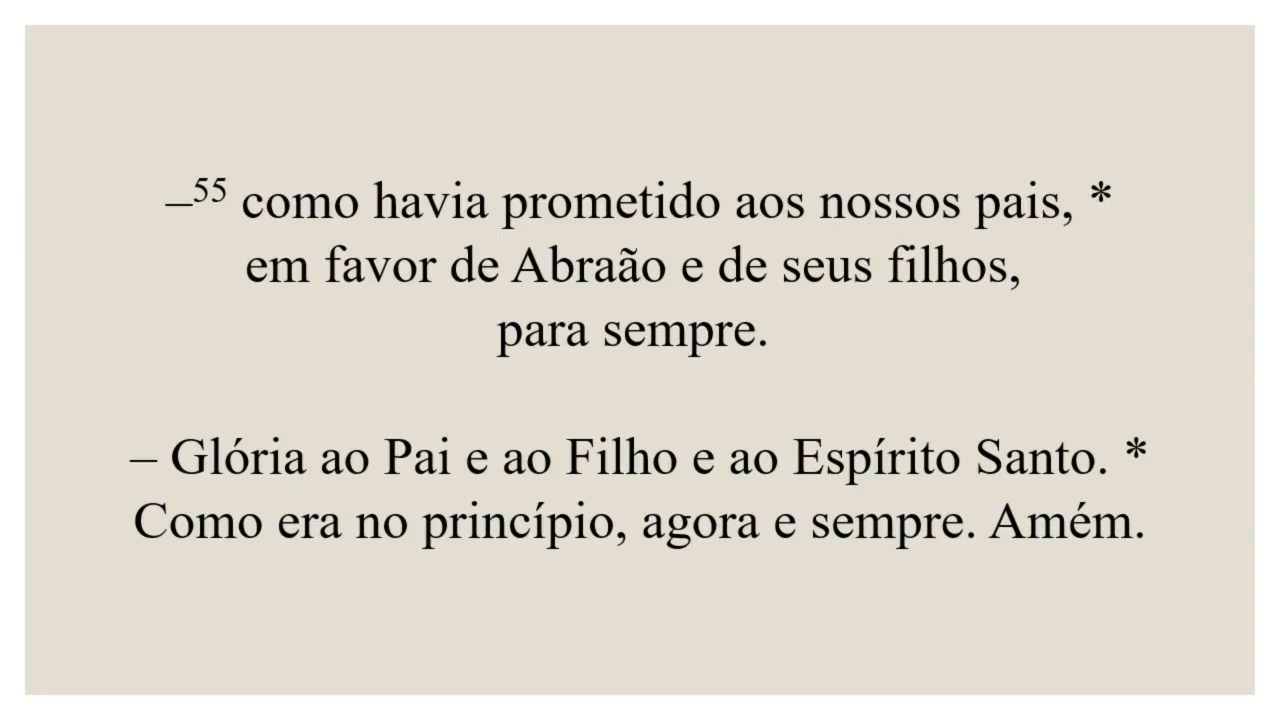 –⁵⁵ como havia prometido aos nossos pais, *
em favor de Abraão e de seus filhos,
para sempre.
– Glória ao Pai e ao Filho e ao Espírito Santo. *
Como era no princípio, agora e sempre. Amém.